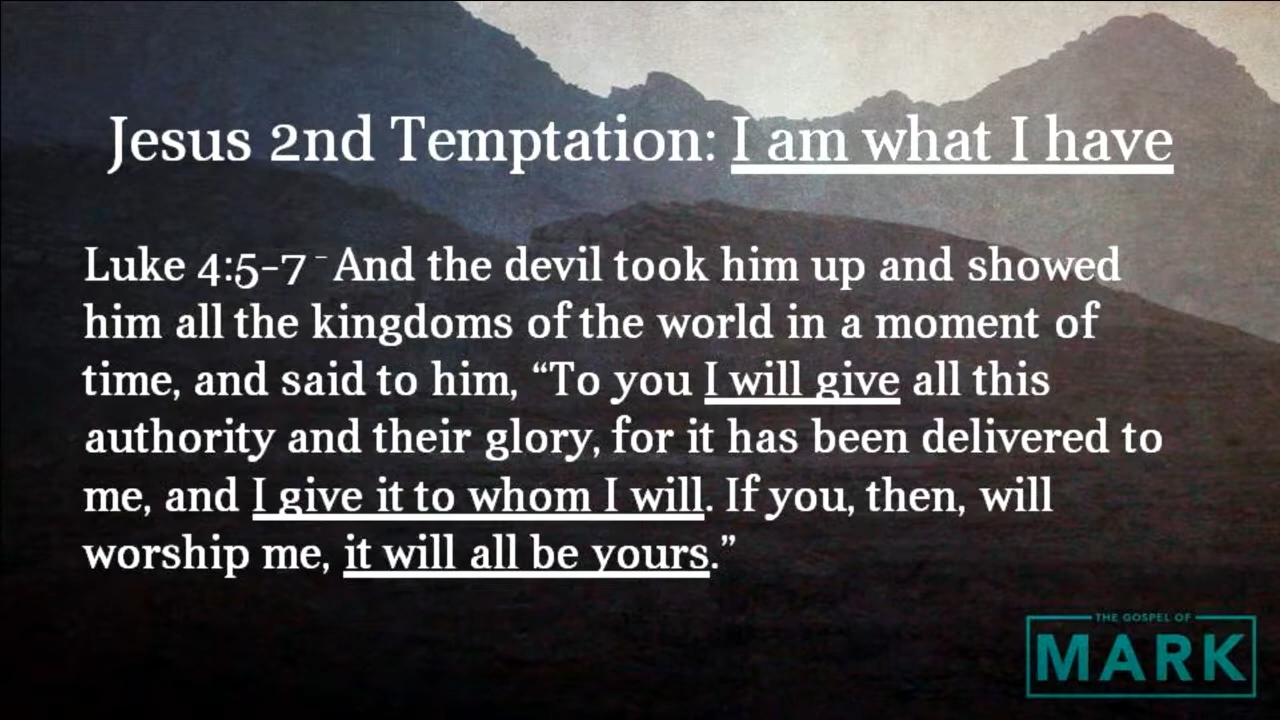 Jesus 2nd Temptation: I am what I have
Luke 4:5-7 - And the devil took him up and showed
him all the kingdoms of the world in a moment of
time, and said to him, “To you I will give all this
authority and their glory, for it has been delivered to
me, and I give it to whom I will. If you, then, will
worship me, it will all be yours.”
THE GOSPEL OF
MARK